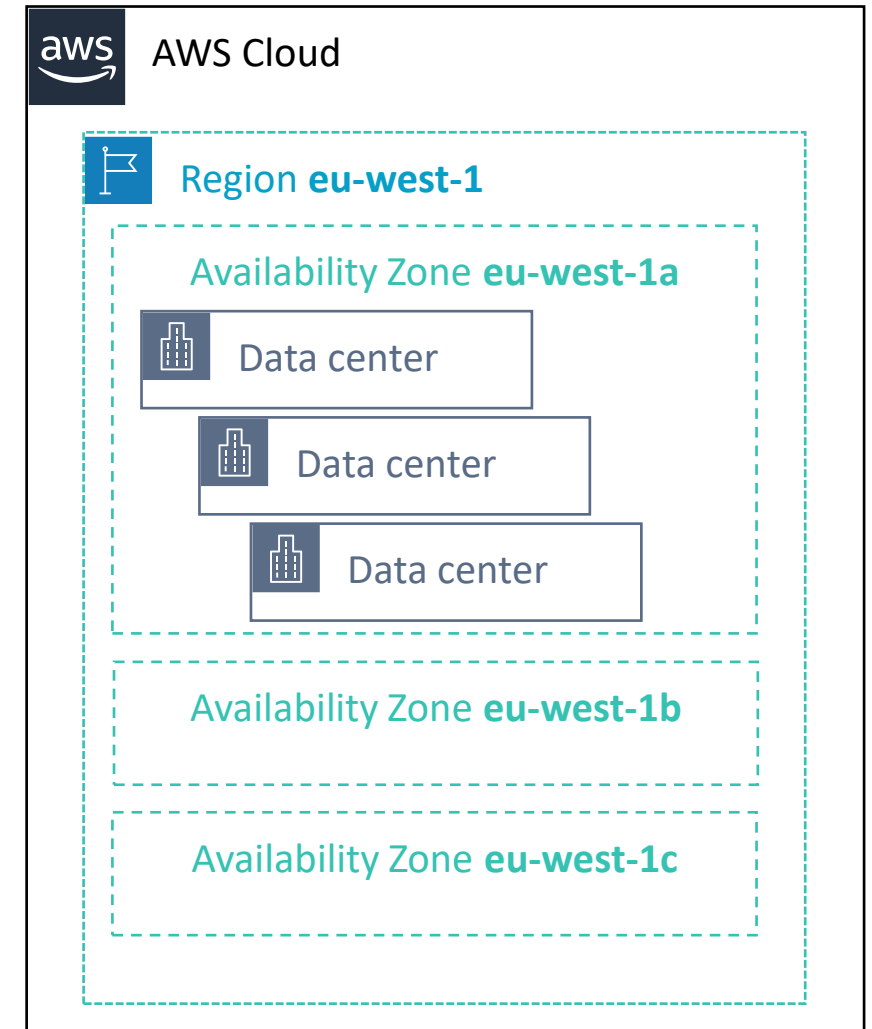 aws
AWS Cloud
Region eu-west-1
Availability Zone eu-west-1a
Data center
Data center
Data center
Availability Zone eu-west-1b
Availability Zone eu-west-1c